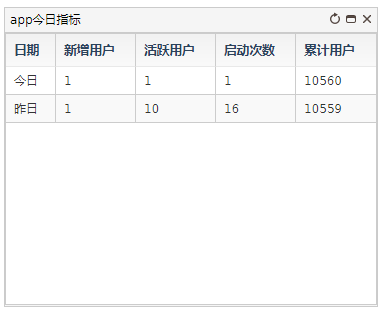 app今日指标
日期 新增用户 活跃用户 启动次数 累计用户
今日 1 1 1 10560
昨日 1 10 16 10559